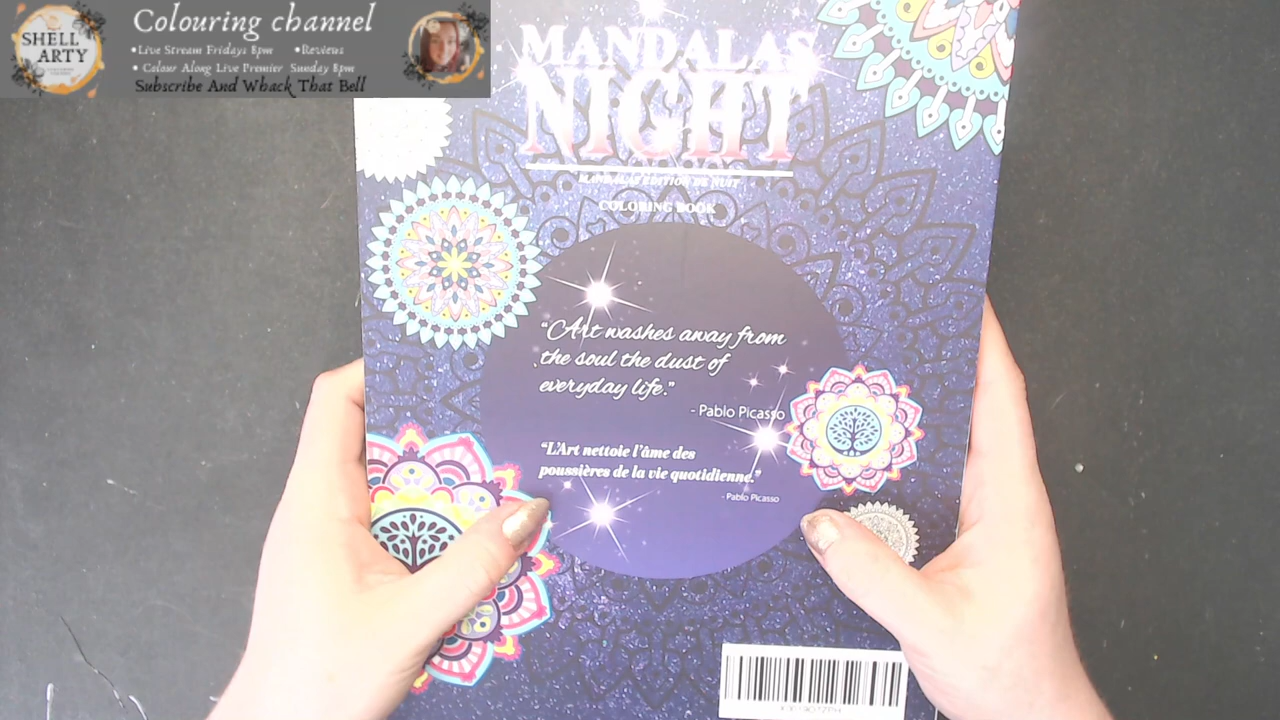 SHELL
ARTY
Colouring channel
•Live Stream Fridays 8pm •Reviews
• Colour Along Live Premier Sunday 8pm
Subscribe And Whack That Bell
MANDALAS
NIGHT
COLORING BOOK
“Art washes away from
the soul the dust of
everyday life.”
- Pablo Picasso
“L’Art nettoie l’âme des
poussières de la vie quotidienne.”
- Pablo Picasso